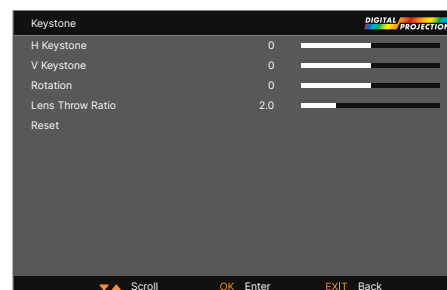 Keystone
DIGITAL PROJECTION
H Keystone 0
V Keystone 0
Rotation 0
Lens Throw Ratio 2.0
Reset
Scroll OK Enter EXIT Back